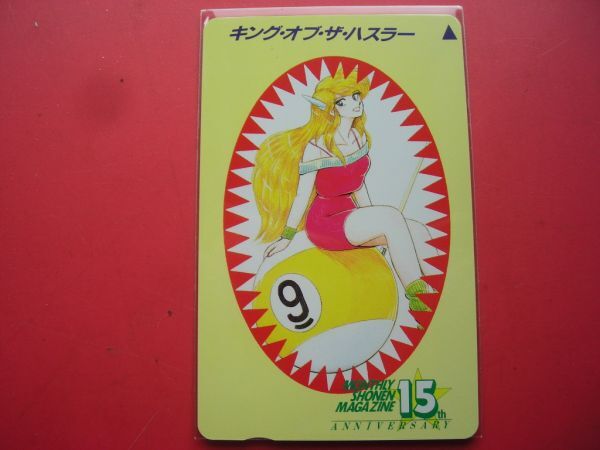 キング・オブ・ザ・ハスラー
9
MONTHLY
SHONEN
MAGAZINE
15th
ANNIVERSARY